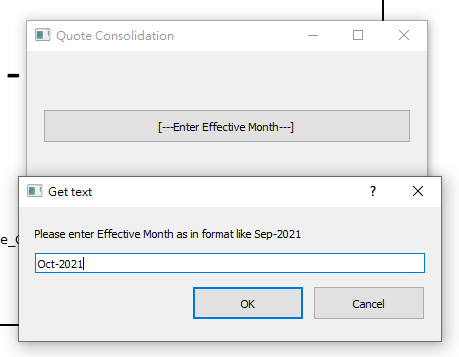 Quote Consolidation
[---Enter Effective Month---]
Get text
?
Please enter Effective Month as in format like Sep-2021
Oct-2021
OK
Cancel